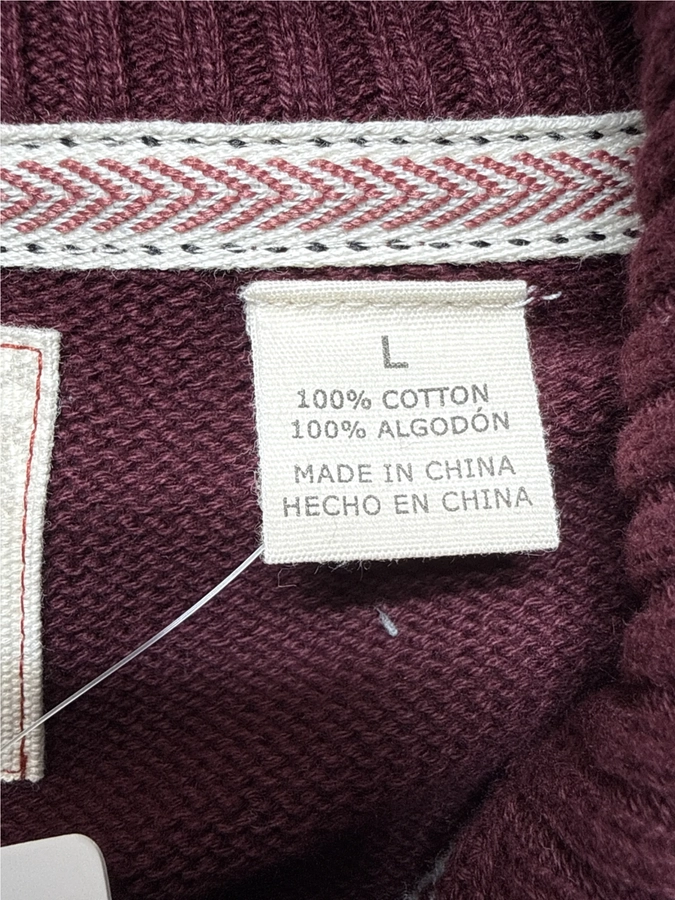 L
100% COTTON
100% ALGODÓN
MADE IN CHINA
HECHO EN CHINA